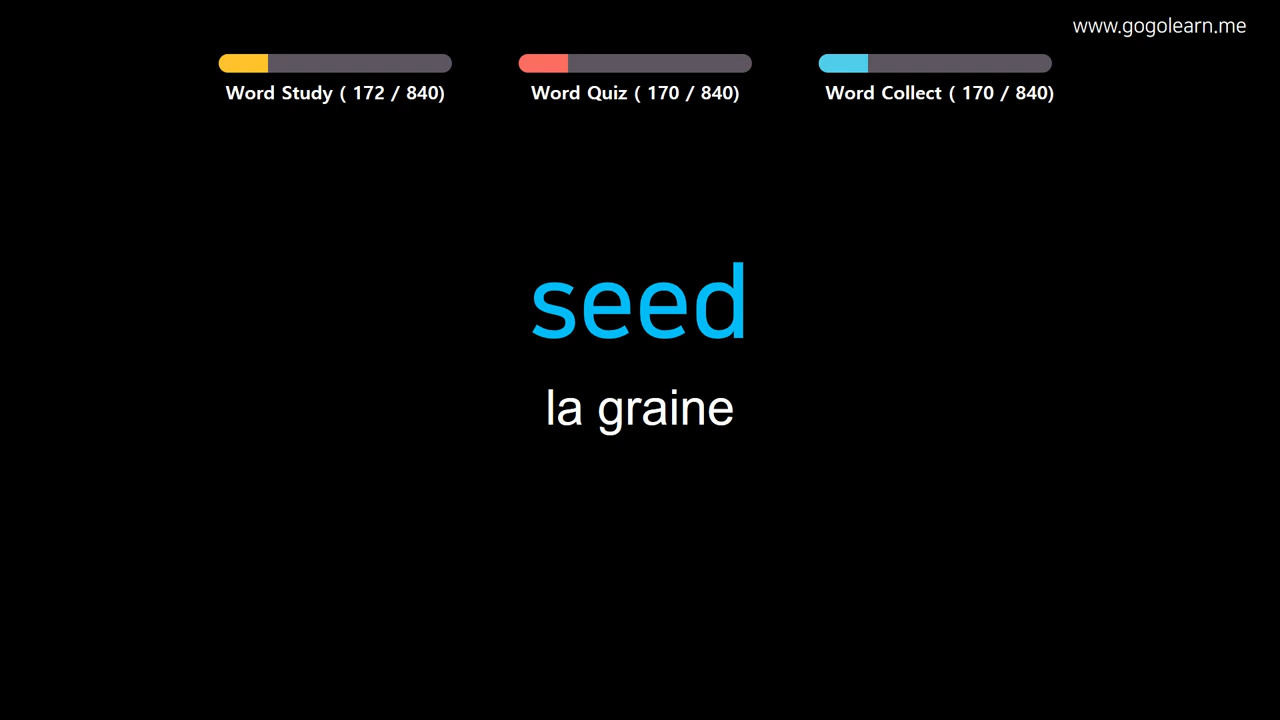 www.gogolearn.me
Word Study ( 172 / 840)
Word Quiz ( 170 / 840)
Word Collect ( 170 / 840)
seed
la graine